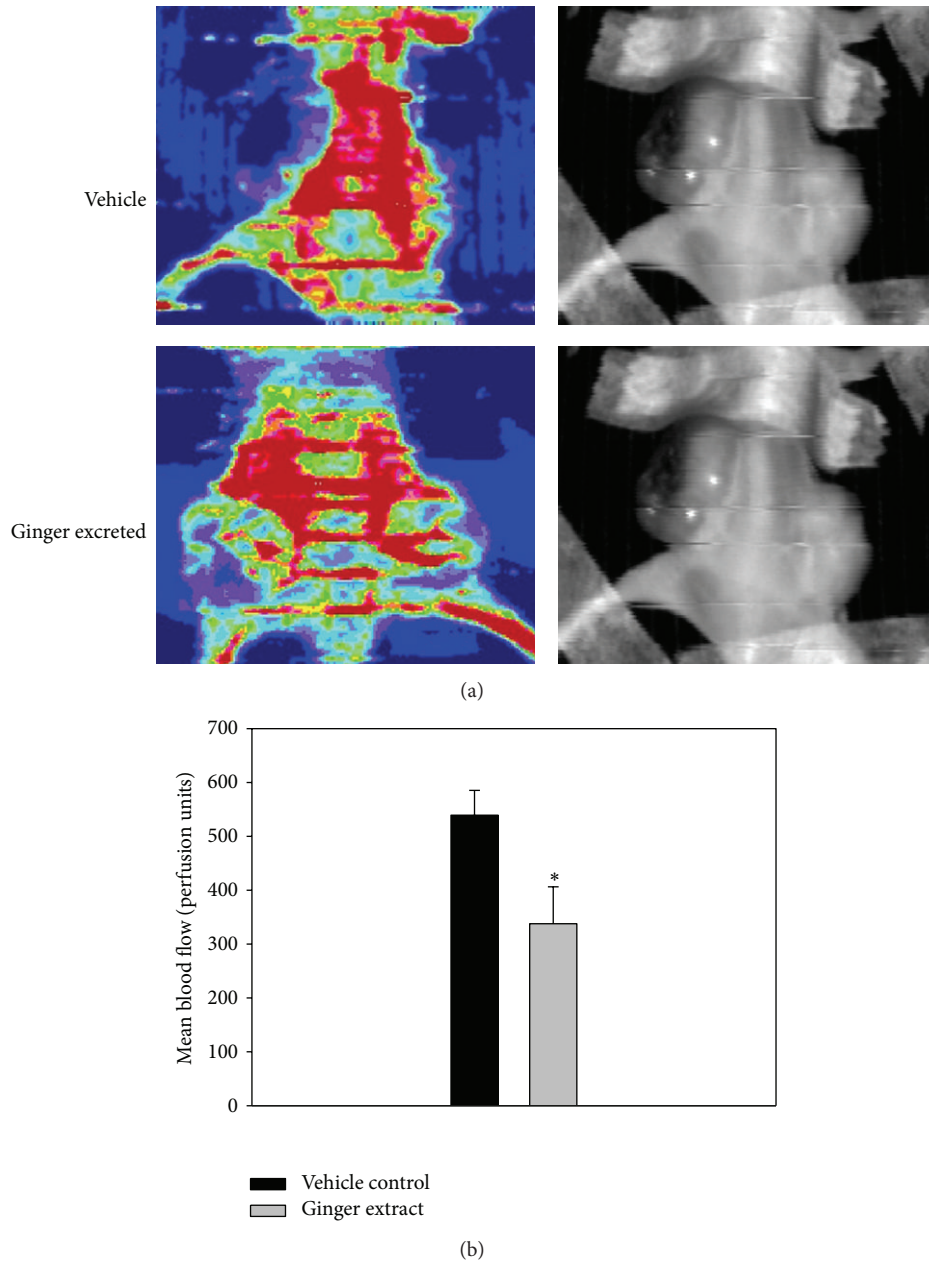 Vehicle
Ginger excreted
(a)
700
600
500
400
300
200
100
0
Mean blood flow (perfusion units)
*
Vehicle control
Ginger extract
(b)